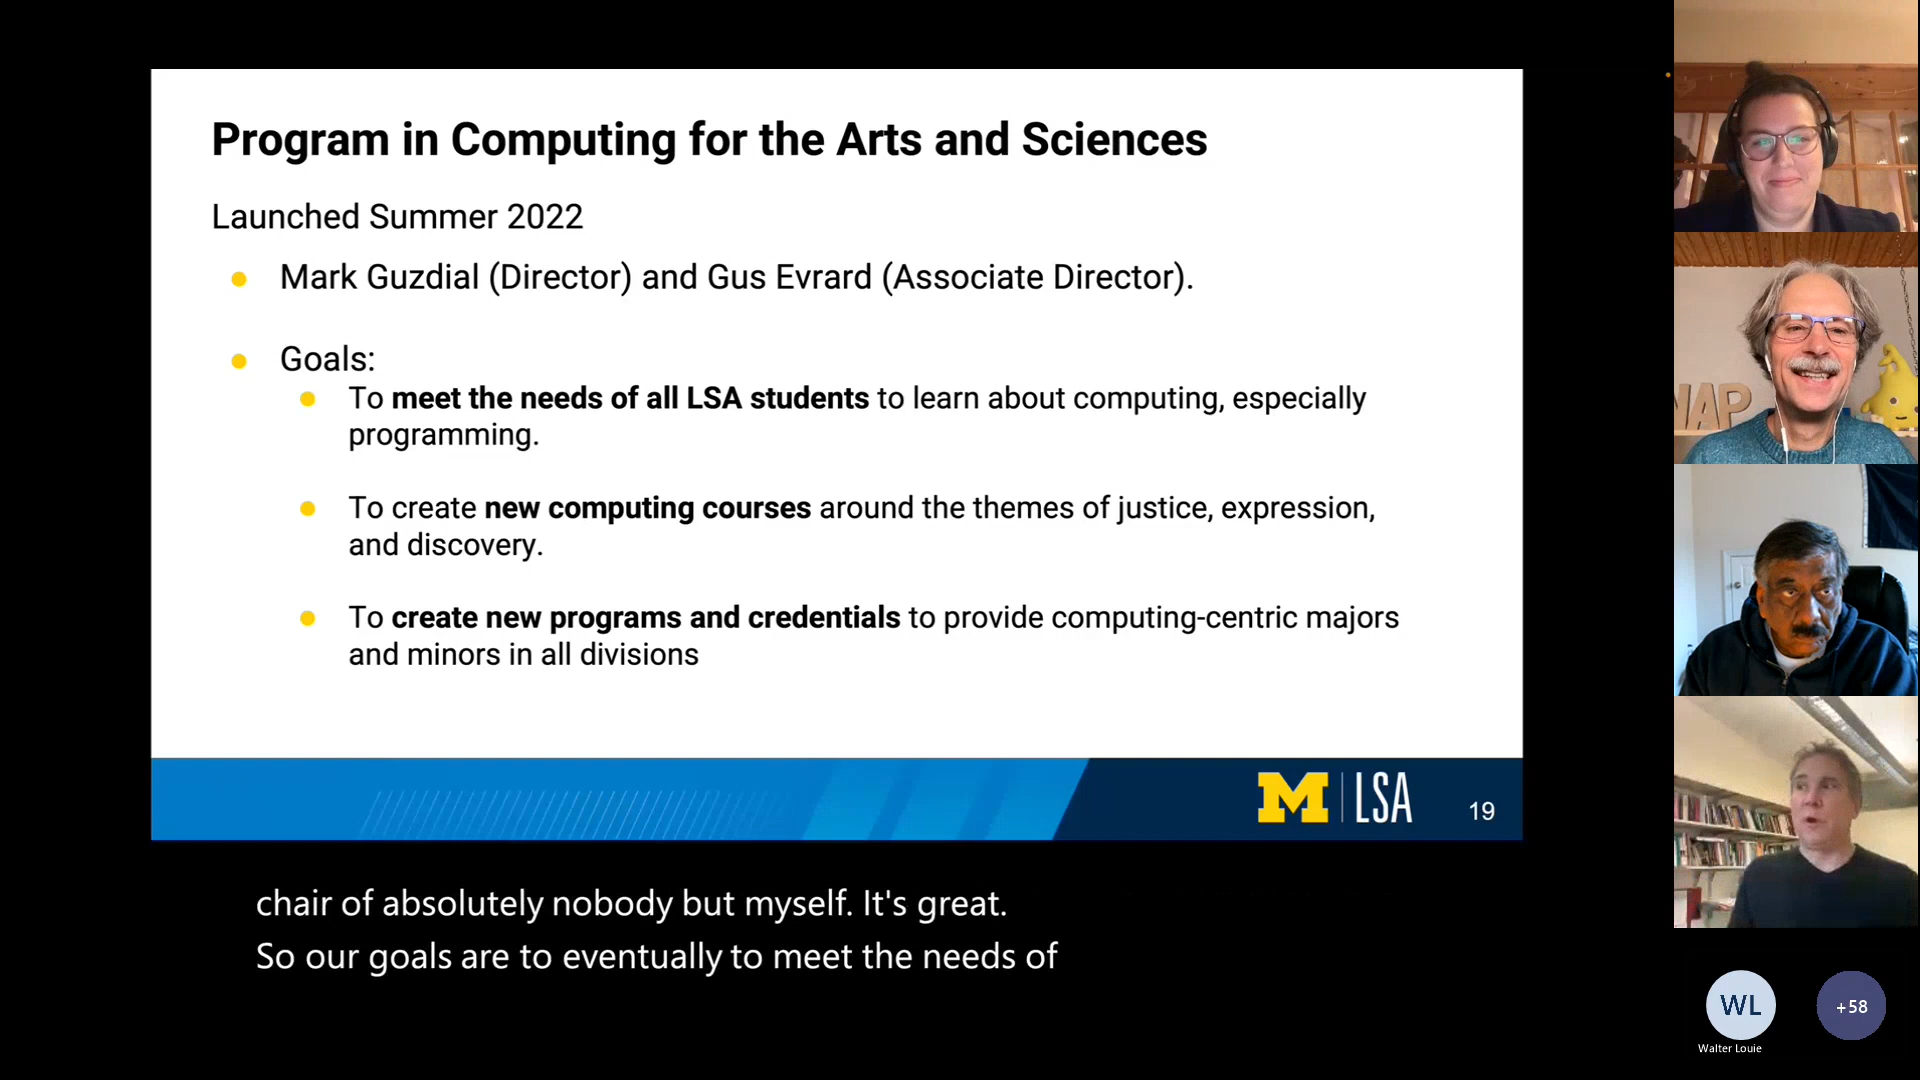 Program in Computing for the Arts and Sciences
Launched Summer 2022
Mark Guzdial (Director) and Gus Evrard (Associate Director).
Goals:
To meet the needs of all LSA students to learn about computing, especially
programming.
To create new computing courses around the themes of justice, expression,
and discovery.
To create new programs and credentials to provide computing-centric majors
and minors in all divisions
M | LSA
19
chair of absolutely nobody but myself. It's great.
So our goals are to eventually to meet the needs of
NAP
WL
+58
Walter Louie